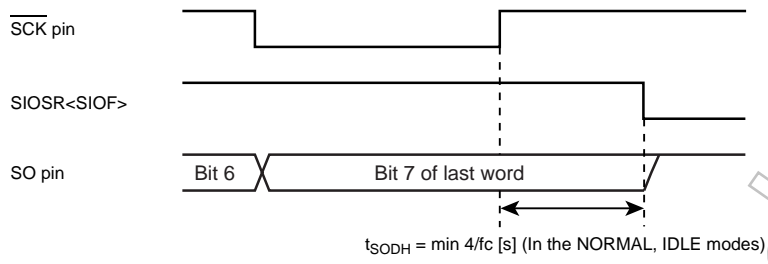 SCK pin
SIOSR<SIOF>
SO pin
Bit 6
Bit 7 of last word
tSODH = min 4/fc [s] (In the NORMAL, IDLE modes)